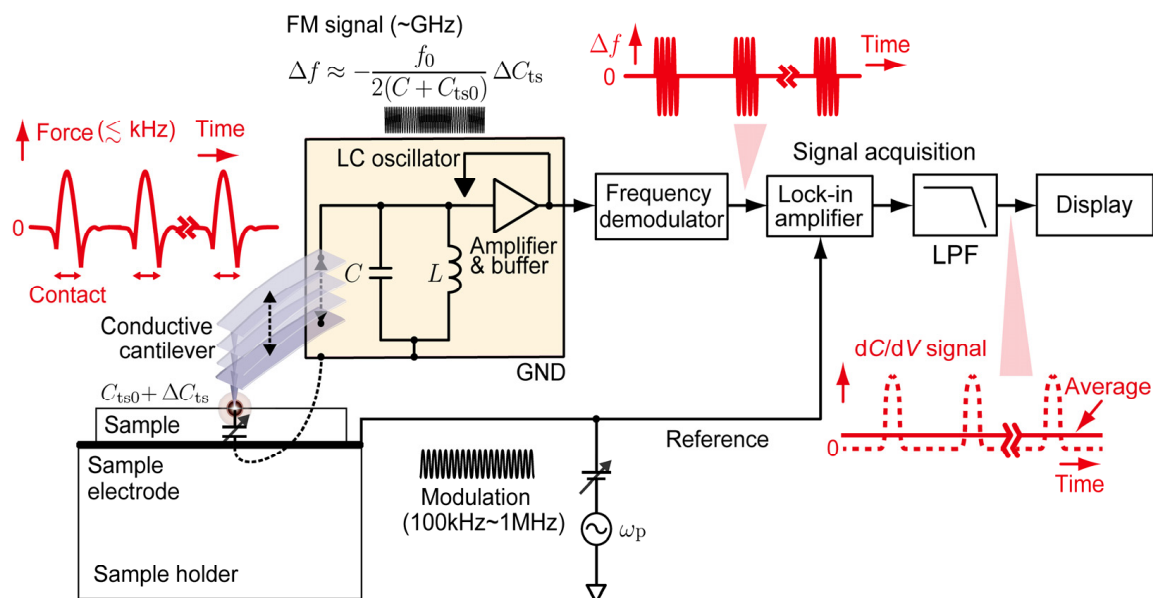 FM signal (~GHz)
Δf ≈ − f₀ / 2(C + Cts0) ΔCts
Δf
Time
0
Force (≲ kHz)
Time
0
Contact
LC oscillator
Signal acquisition
Frequency
demodulator
Lock-in
amplifier
LPF
Display
Amplifier
& buffer
C
L
Conductive
cantilever
GND
Cts0 + ΔCts
Sample
Sample
electrode
Sample holder
Reference
Modulation
(100kHz~1MHz)
ωp
dC/dV signal
Average
0
Time